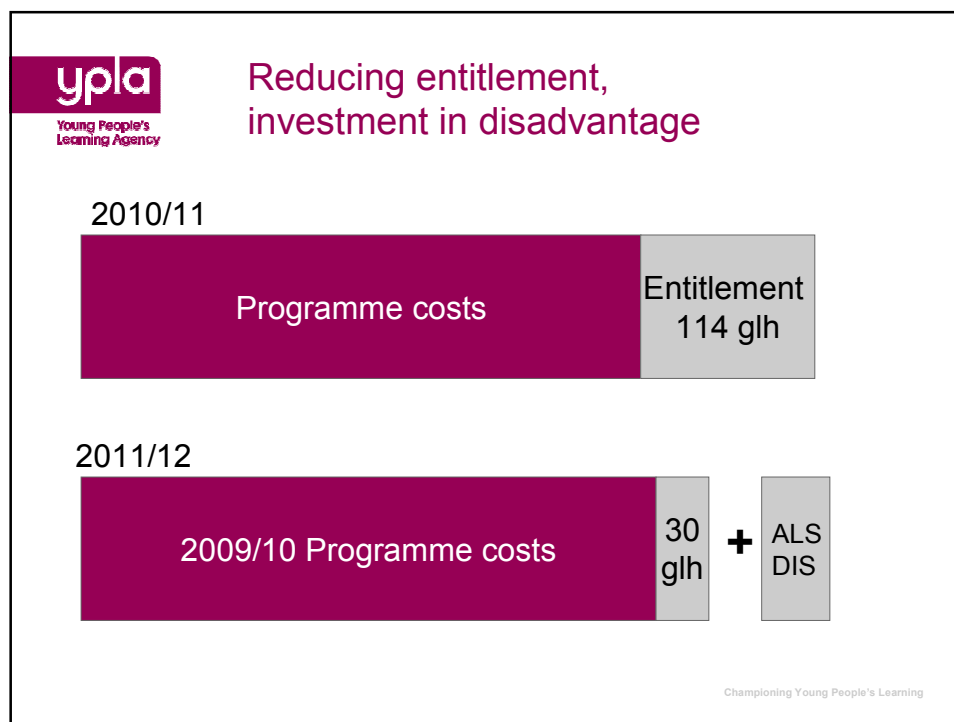 ypla
Young People's
Learning Agency
Reducing entitlement,
investment in disadvantage
2010/11
Programme costs
Entitlement
114 glh
2011/12
2009/10 Programme costs
30
glh
+
ALS
DIS
Championing Young People's Learning